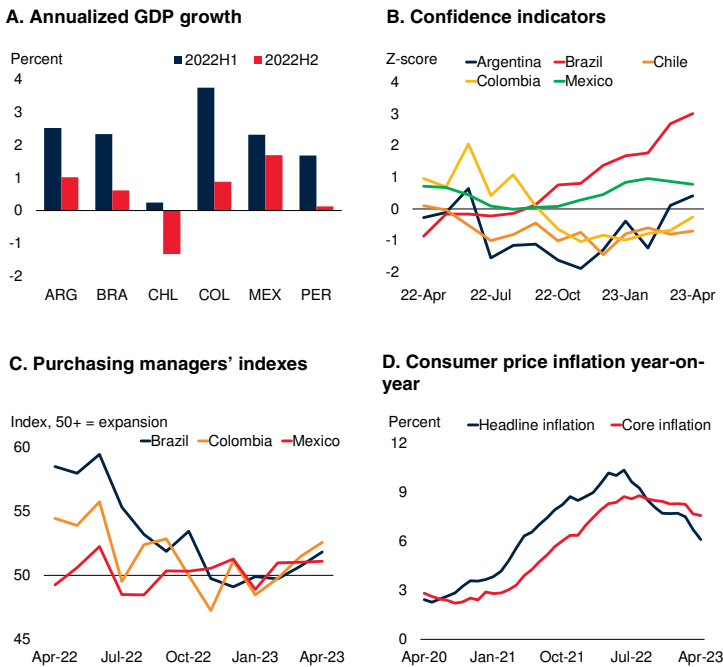 A. Annualized GDP growth
Percent
2022H1 2022H2
4
3
2
1
0
-1
-2
ARG BRA CHL COL MEX PER
B. Confidence indicators
Z-score
Argentina Brazil Chile
Colombia Mexico
4
3
2
1
0
-1
-2
22-Apr 22-Jul 22-Oct 23-Jan 23-Apr
C. Purchasing managers’ indexes
Index, 50+ = expansion
Brazil Colombia Mexico
60
55
50
45
Apr-22 Jul-22 Oct-22 Jan-23 Apr-23
D. Consumer price inflation year-on-
year
Percent
Headline inflation Core inflation
12
9
6
3
0
Apr-20 Jan-21 Oct-21 Jul-22 Apr-23